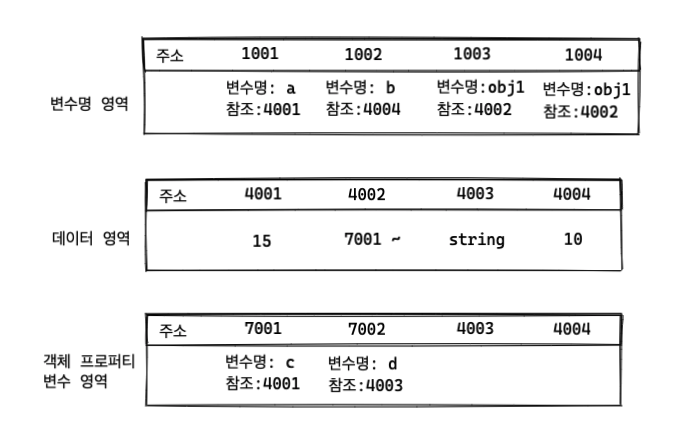 주소 1001 1002 1003 1004
변수명 영역
변수명: a 변수명: b 변수명:obj1 변수명:obj1
참조:4001 참조:4004 참조:4002 참조:4002
주소 4001 4002 4003 4004
데이터 영역
15 7001 ~ string 10
주소 7001 7002 4003 4004
객체 프로퍼티
변수 영역
변수명: c 변수명: d
참조:4001 참조:4003